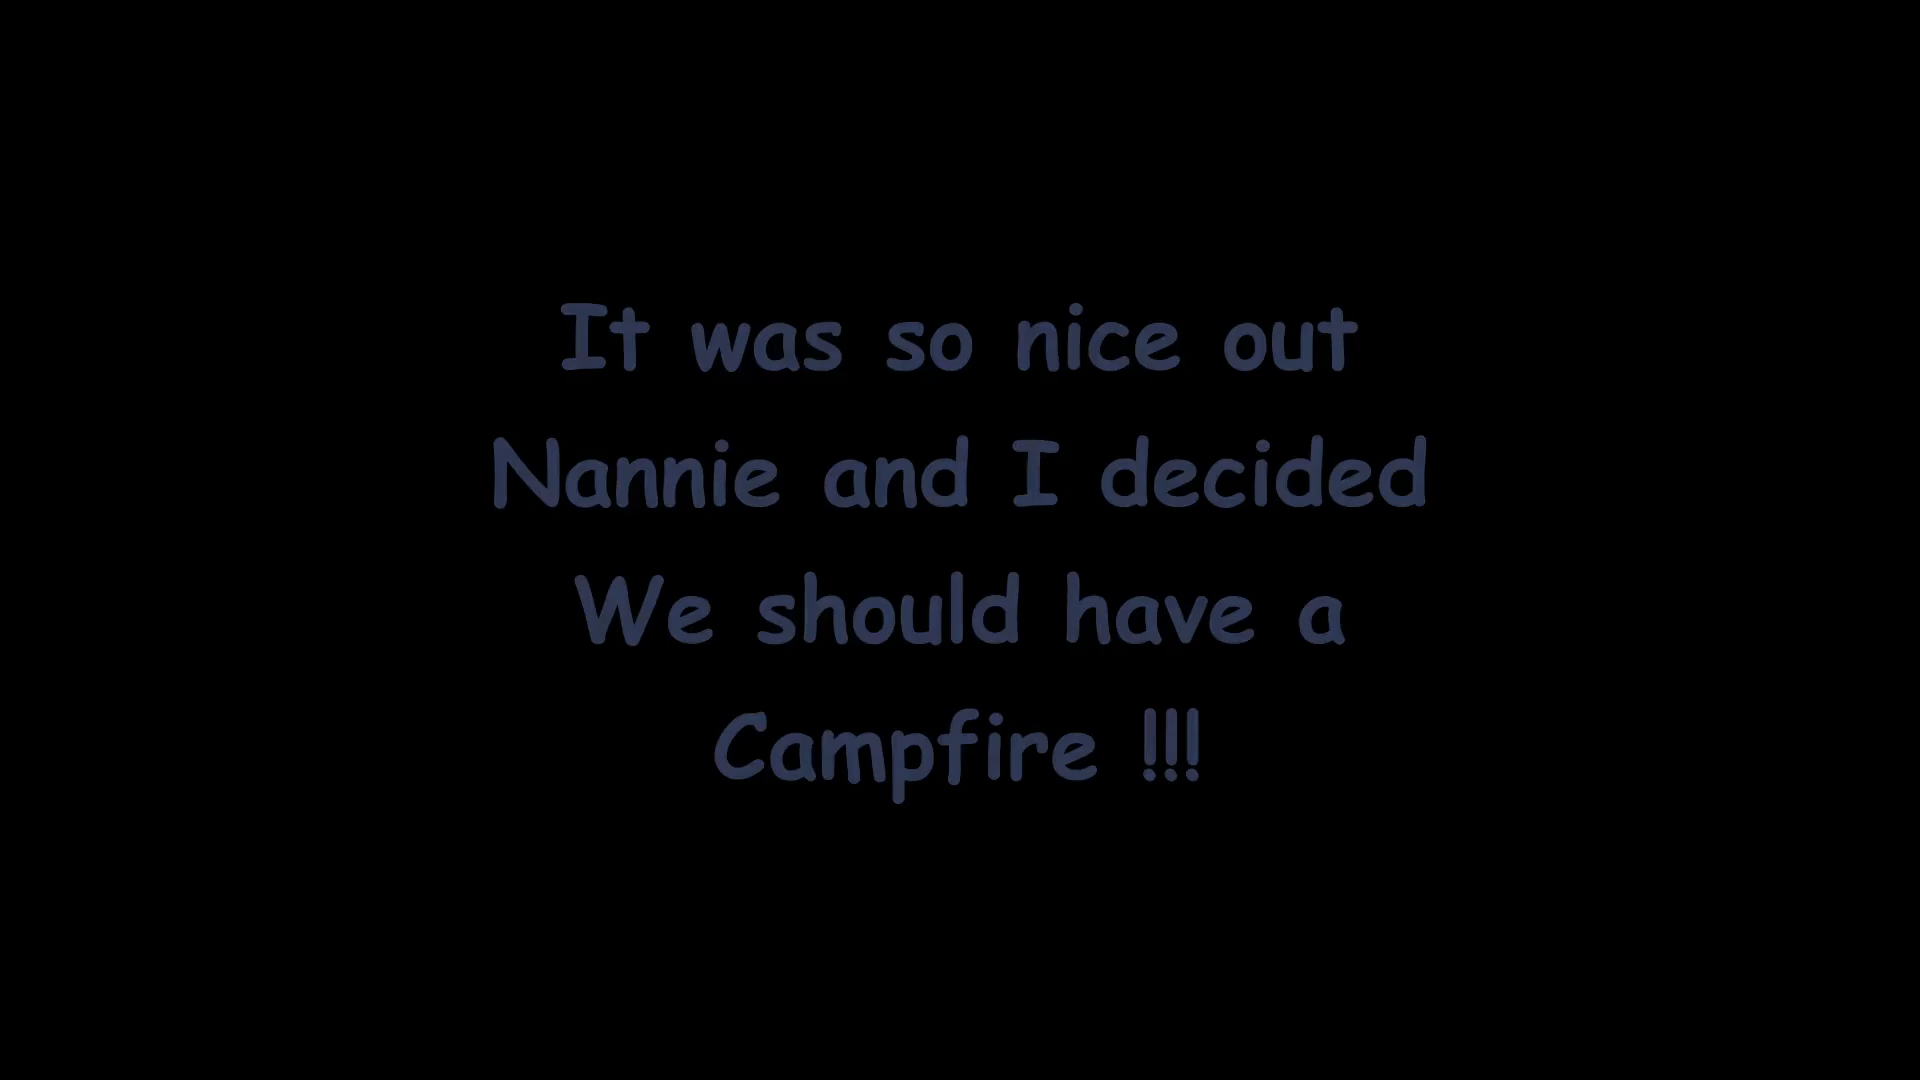 It was so nice out
Nannie and I decided
We should have a
Campfire !!!